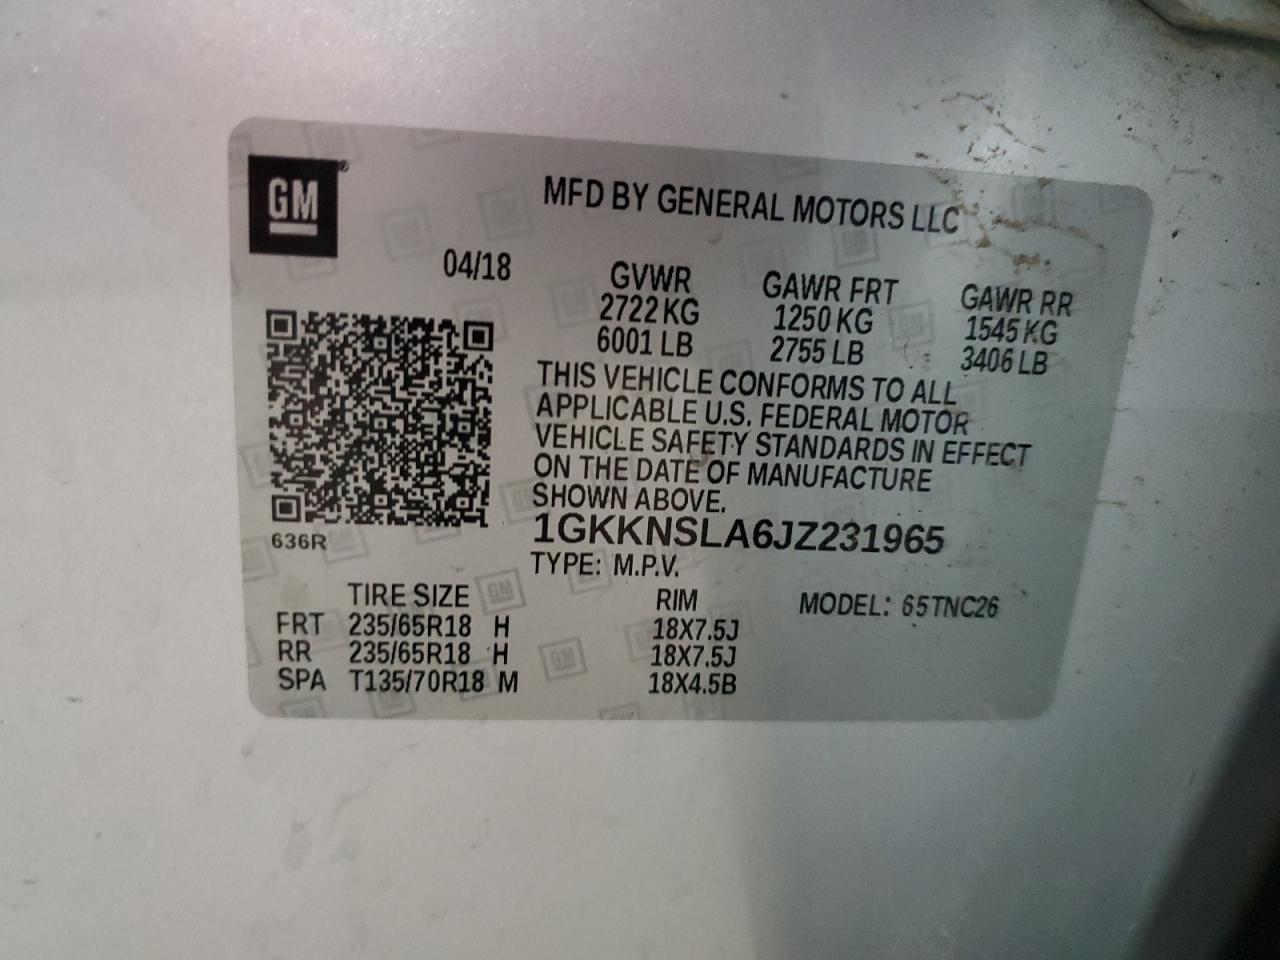 GM®
MFD BY GENERAL MOTORS LLC
04/18
GVWR GAWR FRT GAWR RR
2722 KG 1250 KG 1545 KG
6001 LB 2755 LB 3406 LB
THIS VEHICLE CONFORMS TO ALL
APPLICABLE U.S. FEDERAL MOTOR
VEHICLE SAFETY STANDARDS IN EFFECT
ON THE DATE OF MANUFACTURE
SHOWN ABOVE.
1GKKNSLA6JZ231965
636R
TYPE: M.P.V.
TIRE SIZE RIM MODEL: 65TNC26
FRT 235/65R18 H 18X7.5J
RR 235/65R18 H 18X7.5J
SPA T135/70R18 M 18X4.5B